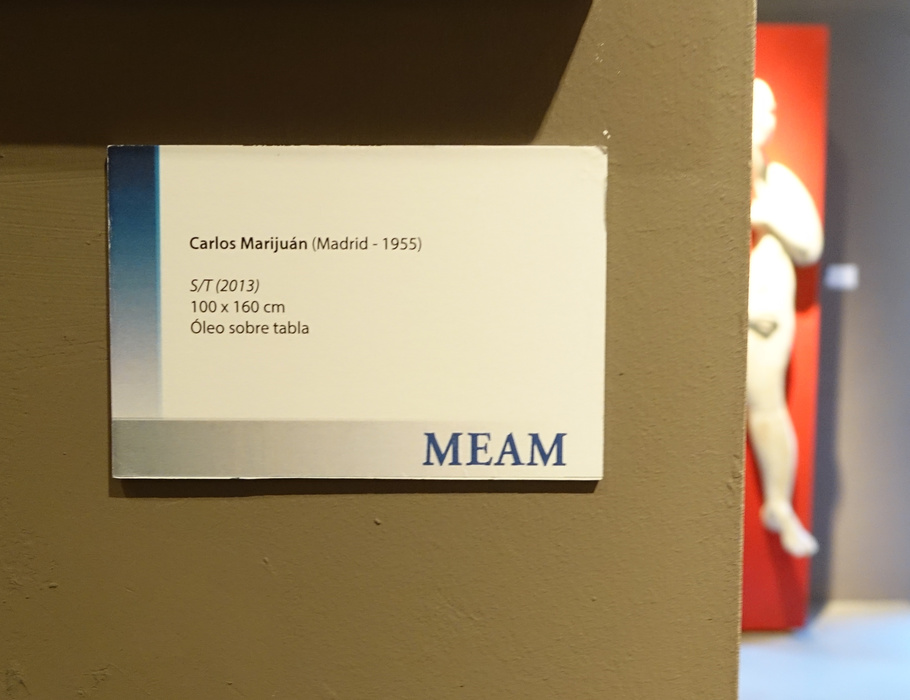 Carlos Marijuán (Madrid - 1955)
S/T (2013)
100 x 160 cm
Óleo sobre tabla
MEAM